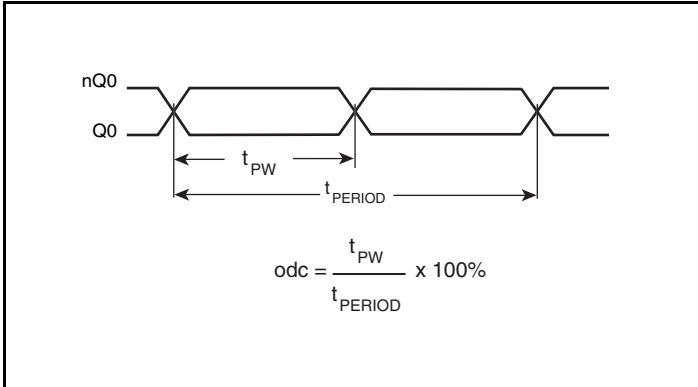 nQ0
Q0
tPW
tPERIOD
tPW
odc = x 100%
tPERIOD